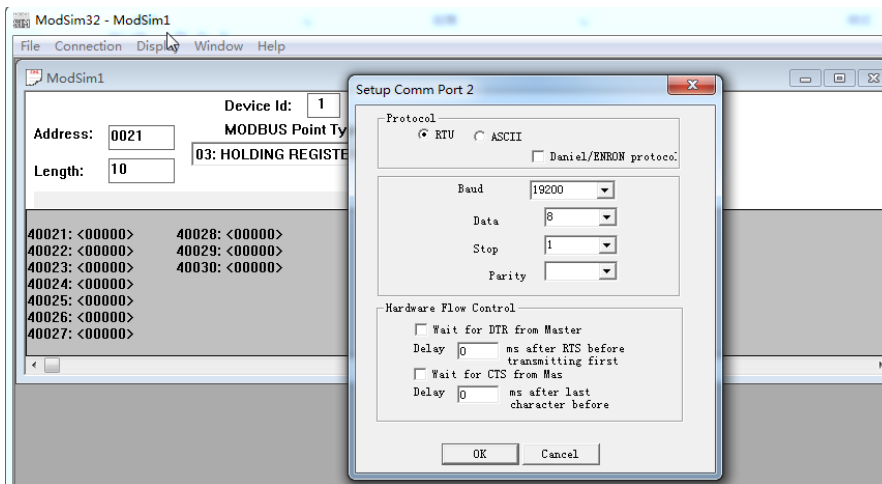 ModSim32 - ModSim1
File Connection Display Window Help
ModSim1
Device Id: 1
Address: 0021
MODBUS Point Ty
03: HOLDING REGISTE
Length: 10
40021: <00000> 40028: <00000>
40022: <00000> 40029: <00000>
40023: <00000> 40030: <00000>
40024: <00000>
40025: <00000>
40026: <00000>
40027: <00000>
Setup Comm Port 2
Protocol
RTU ASCII
Daniel/ENRON protocol
Baud 19200
Data 8
Stop 1
Parity
Hardware Flow Control
Wait for DTR from Master
Delay 0 ms after RTS before
transmitting first
Wait for CTS from Mas
Delay 0 ms after last
character before
OK Cancel